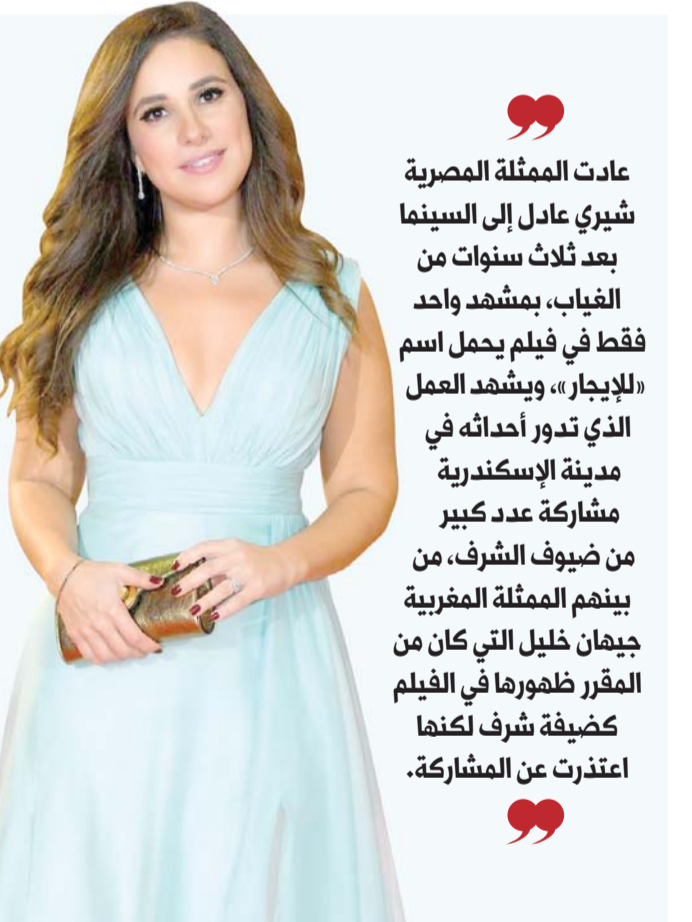 عادت الممثلة المصرية
شيري عادل إلى السينما
بعد ثلاث سنوات من
الغياب، بمشهد واحد
فقط في فيلم يحمل اسم
«للإيجار»، ويشهد العمل
الذي تدور أحداثه في
مدينة الإسكندرية
مشاركة عدد كبير
من ضيوف الشرف، من
بينهم الممثلة المغربية
جيهان خليل التي كان من
المقرر ظهورها في الفيلم
كضيفة شرف لكنها
اعتذرت عن المشاركة.